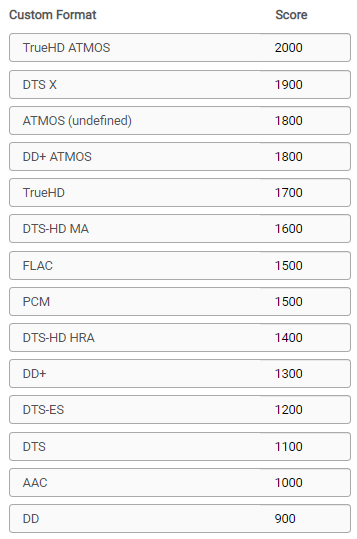 Custom Format Score
TrueHD ATMOS 2000
DTS X 1900
ATMOS (undefined) 1800
DD+ ATMOS 1800
TrueHD 1700
DTS-HD MA 1600
FLAC 1500
PCM 1500
DTS-HD HRA 1400
DD+ 1300
DTS-ES 1200
DTS 1100
AAC 1000
DD 900